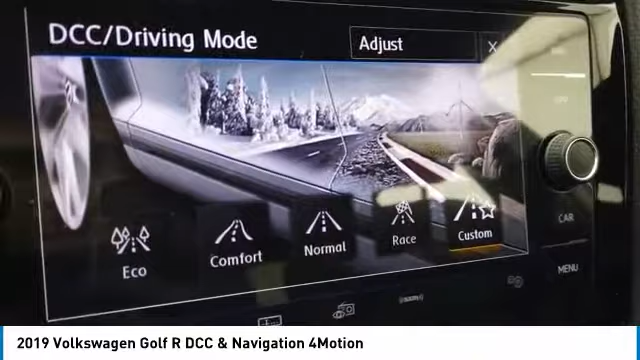 DCC/Driving Mode
Adjust
X
Eco
Comfort
Normal
Race
Custom
CAR
MENU
2019 Volkswagen Golf R DCC & Navigation 4Motion